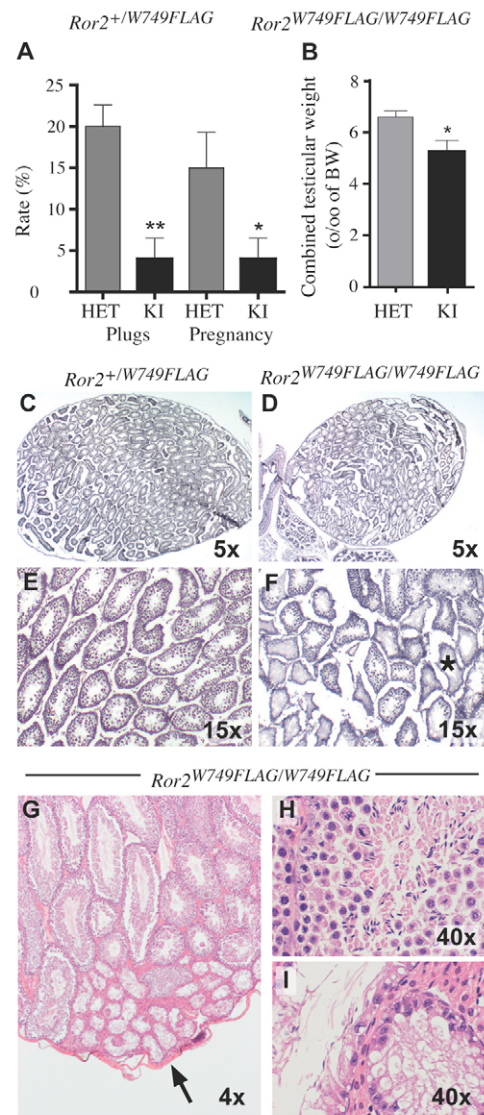 Ror2+/W749FLAG Ror2W749FLAG/W749FLAG
A
B
25
20
15
10
5
0
Rate (%)
**
*
HET KI HET KI
Plugs Pregnancy
8
6
4
2
0
Combined testicular weight
(o/oo of BW)
*
HET KI
Ror2+/W749FLAG Ror2W749FLAG/W749FLAG
C
5x
D
5x
E
15x
F
*
15x
Ror2W749FLAG/W749FLAG
G
4x
H
40x
I
40x